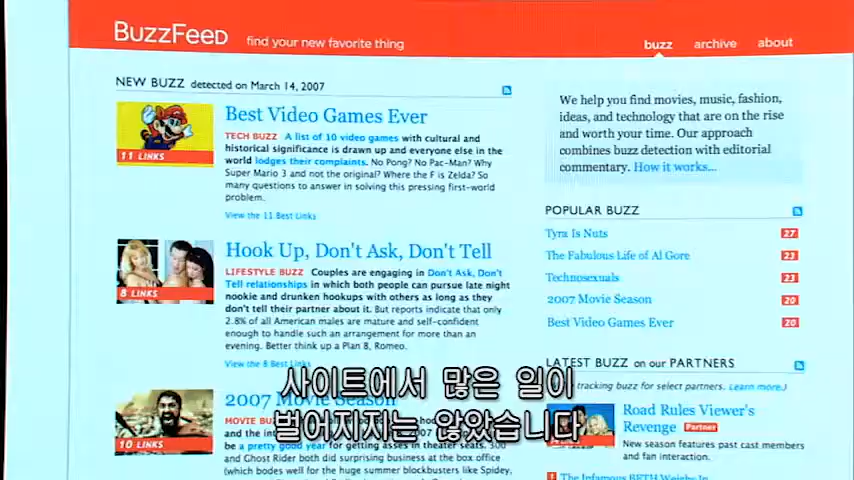 BuzzFeed find your new favorite thing
buzz archive about
NEW BUZZ detected on March 14, 2007
11 LINKS
Best Video Games Ever
TECH BUZZ A list of 10 video games with cultural and
historical significance is drawn up and everyone else in the
world lodges their complaints. No Pong? No Pac-Man? Why
Super Mario 3 and not the original? Where the F is Zelda? So
many questions to answer in solving this pressing first-world
problem.
View the 11 Best Links
8 LINKS
Hook Up, Don't Ask, Don't Tell
LIFESTYLE BUZZ Couples are engaging in Don't Ask, Don't
Tell relationships in which both people can pursue late night
nookie and drunken hookups with others as long as they
don't tell their partner about it. But reports indicate that only
2.8% of all American males are mature and self-confident
enough to handle such an arrangement for more than an
evening. Better think up a Plan B, Romeo.
View the 8 Best Links
10 LINKS
2007 Movie Season
MOVIE BUZZ
and the int
be a pretty good year for getting asses in theater seats. 300
and Ghost Rider both did surprising business at the box office
(which bodes well for the huge summer blockbusters like Spidey,
We help you find movies, music, fashion,
ideas, and technology that are on the rise
and worth your time. Our approach
combines buzz detection with editorial
commentary. How it works...
POPULAR BUZZ
Tyra Is Nuts 27
The Fabulous Life of Al Gore 23
Technosexuals 23
2007 Movie Season 20
Best Video Games Ever 20
LATEST BUZZ on our PARTNERS
tracking buzz for select partners. Learn more
Road Rules Viewer's
Revenge Partner
New season features past cast members
and fan interaction.
The Infamous BETH Weighs In
사이트에서 많은 일이
벌어지지는 않았습니다